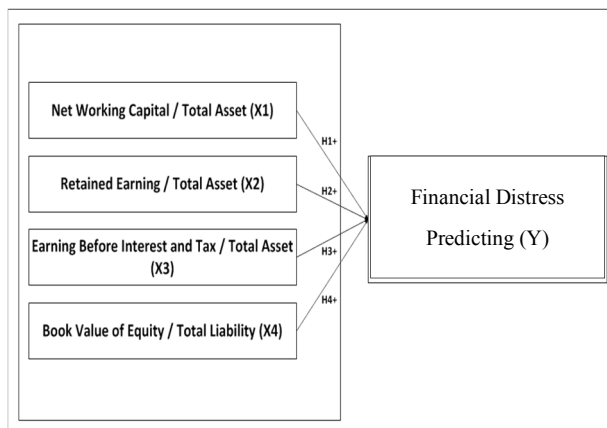 Net Working Capital / Total Asset (X1)
H1+
Retained Earning / Total Asset (X2)
H2+
Earning Before Interest and Tax / Total Asset
(X3)
H3+
Book Value of Equity / Total Liability (X4)
H4+
Financial Distress
Predicting (Y)